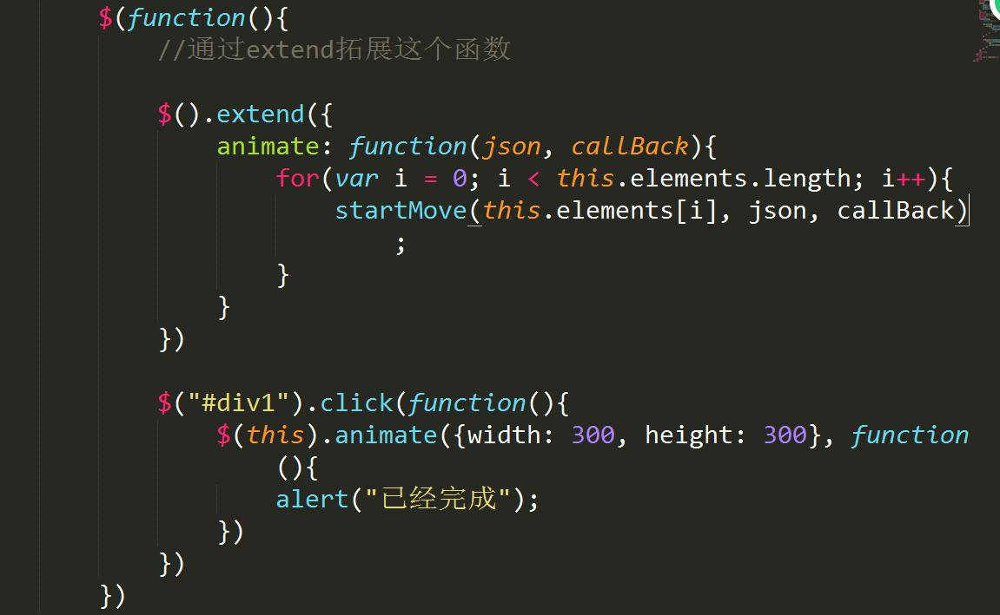 $(function(){
//通过extend拓展这个函数
$().extend({
animate: function(json, callBack){
for(var i = 0; i < this.elements.length; i++){
startMove(this.elements[i], json, callBack)
;
}
}
})
$("#div1").click(function(){
$(this).animate({width: 300, height: 300}, function
(){
alert("已经完成");
})
})
})